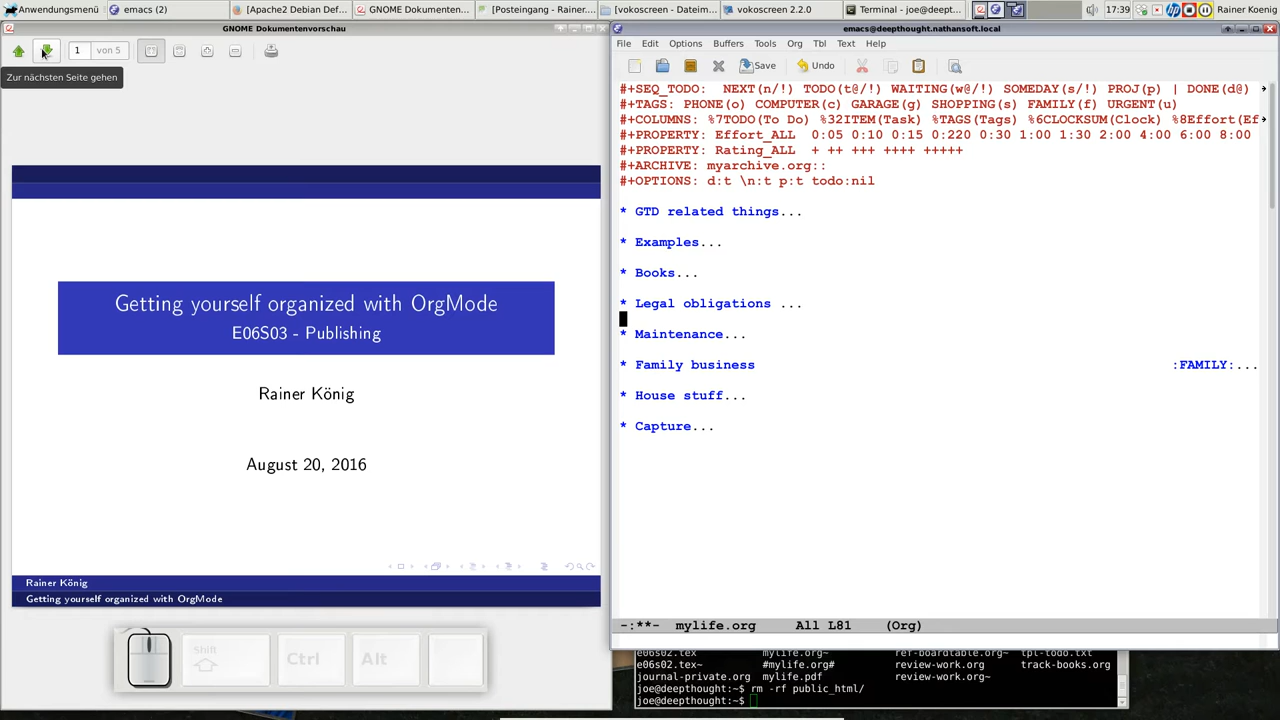 Anwendungsmenü
emacs (2)
[Apache2 Debian Def...
GNOME Dokumenten...
[Posteingang - Rainer...
[vokoscreen - Dateim...
vokoscreen 2.2.0
Terminal - joe@deept...
17:39
Rainer Koenig
GNOME Dokumentenvorschau
1 von 5
Zur nächsten Seite gehen
Getting yourself organized with OrgMode
E06S03 - Publishing
Rainer König
August 20, 2016
Rainer König
Getting yourself organized with OrgMode
Shift
Ctrl
Alt
emacs@deepthought.nathansoft.local
File Edit Options Buffers Tools Org Tbl Text Help
Save Undo
#+SEQ_TODO: NEXT(n/!) TODO(t@/!) WAITING(w@/!) SOMEDAY(s/!) PROJ(p) | DONE(d@)
#+TAGS: PHONE(o) COMPUTER(c) GARAGE(g) SHOPPING(s) FAMILY(f) URGENT(u)
#+COLUMNS: %7TODO(To Do) %32ITEM(Task) %TAGS(Tags) %6CLOCKSUM(Clock) %8Effort(Ef
#+PROPERTY: Effort_ALL 0:05 0:10 0:15 0:220 0:30 1:00 1:30 2:00 4:00 6:00 8:00
#+PROPERTY: Rating_ALL + ++ +++ ++++ +++++
#+ARCHIVE: myarchive.org::
#+OPTIONS: d:t \n:t p:t todo:nil
* GTD related things...
* Examples...
* Books...
* Legal obligations ...
* Maintenance...
* Family business :FAMILY:...
* House stuff...
* Capture...
-:**- mylife.org All L81 (Org)
e06s02.tex mylife.org~ ref-boardtable.org tpl-todo.txt
e06s02.tex~ #mylife.org# review-work.org track-books.org
journal-private.org mylife.pdf review-work.org~
joe@deepthought:~$ rm -rf public_html/
joe@deepthought:~$